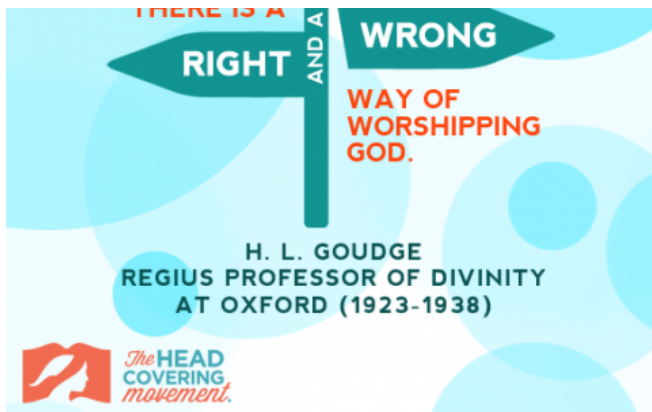 THERE IS A
RIGHT
AND A
WRONG
WAY OF
WORSHIPPING
GOD.
H. L. GOUDGE
REGIUS PROFESSOR OF DIVINITY
AT OXFORD (1923-1938)
The HEAD
COVERING
movement.